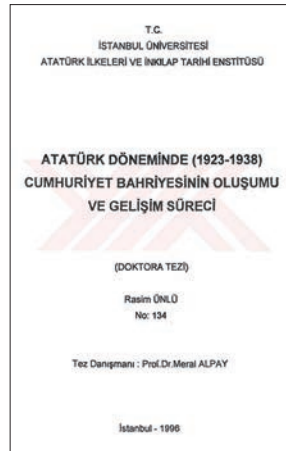 T.C.
İSTANBUL ÜNİVERSİTESİ
ATATÜRK İLKELERİ VE İNKILAP TARİHİ ENSTİTÜSÜ
ATATÜRK DÖNEMİNDE (1923-1938)
CUMHURİYET BAHRİYESİNİN OLUŞUMU
VE GELİŞİM SÜRECİ
(DOKTORA TEZİ)
Rasim ÜNLÜ
No: 134
Tez Danışmanı : Prof.Dr.Meral ALPAY
İstanbul - 1996